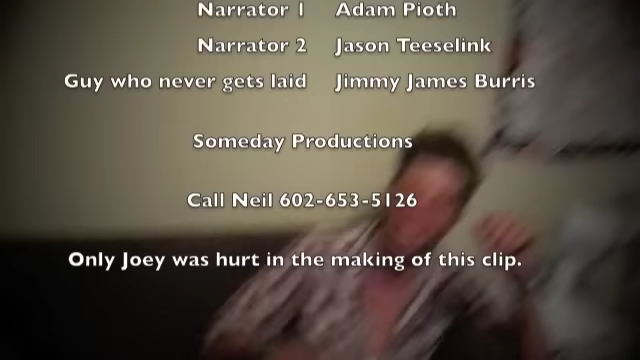 Narrator 1 Adam Pioth
Narrator 2 Jason Teeselink
Guy who never gets laid Jimmy James Burris
Someday Productions
Call Neil 602-653-5126
Only Joey was hurt in the making of this clip.